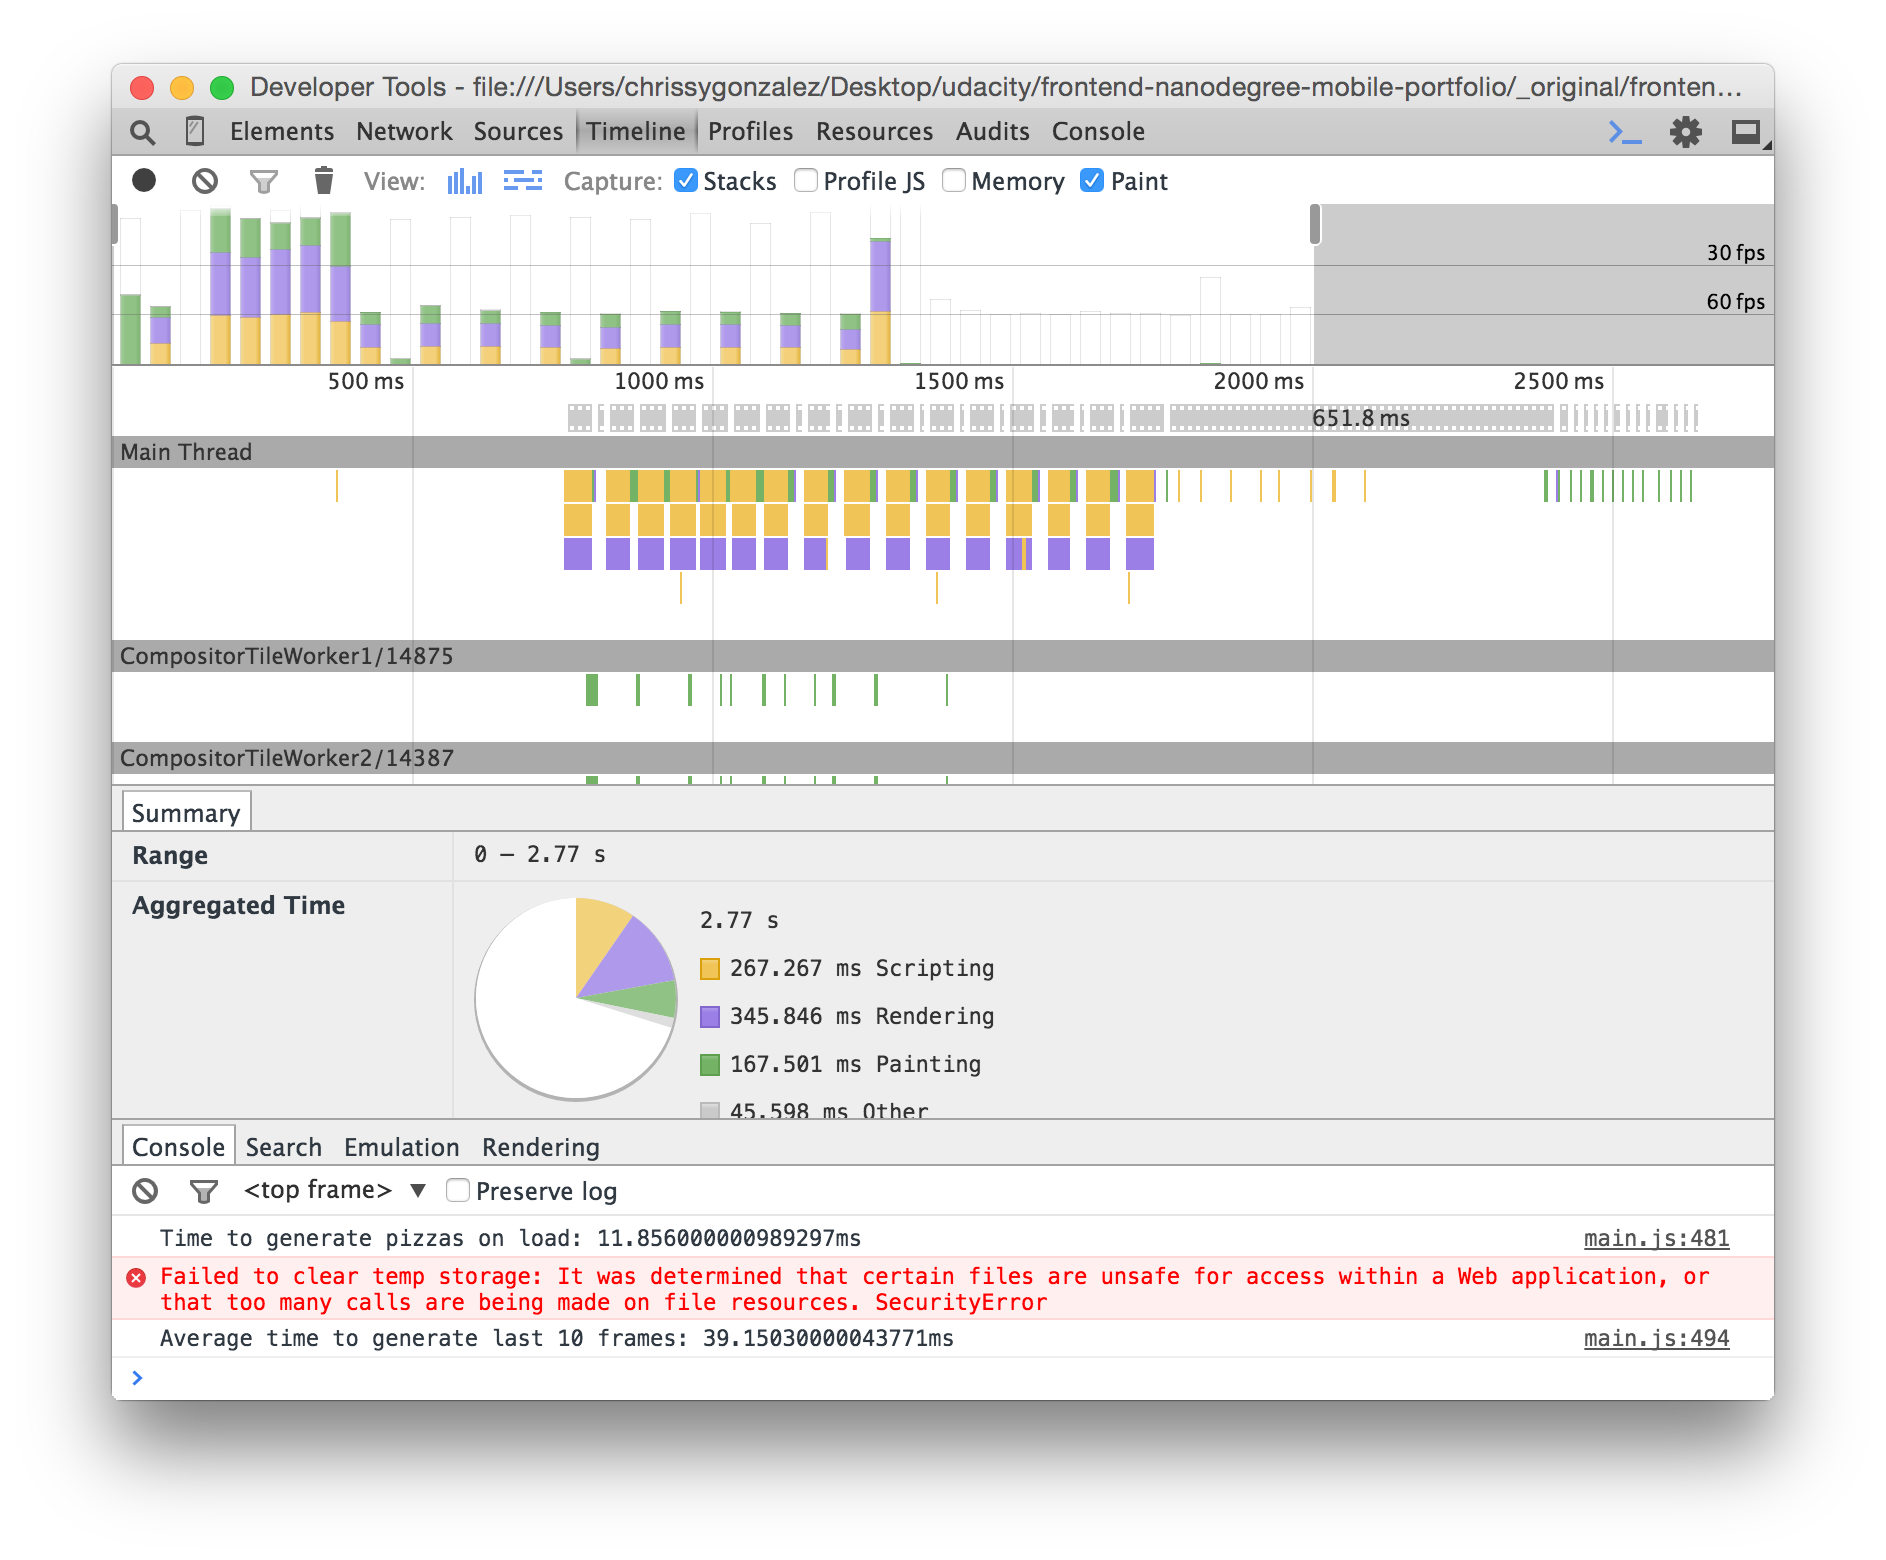 Developer Tools - file:///Users/chrissygonzalez/Desktop/udacity/frontend-nanodegree-mobile-portfolio/_original/fronten...
Elements Network Sources Timeline Profiles Resources Audits Console
View: Capture: Stacks Profile JS Memory Paint
30 fps
60 fps
500 ms 1000 ms 1500 ms 2000 ms 2500 ms
651.8 ms
Main Thread
CompositorTileWorker1/14875
CompositorTileWorker2/14387
Summary
Range 0 – 2.77 s
Aggregated Time
2.77 s
267.267 ms Scripting
345.846 ms Rendering
167.501 ms Painting
45.598 ms Other
Console Search Emulation Rendering
<top frame> ▼ Preserve log
Time to generate pizzas on load: 11.856000000989297ms main.js:481
Failed to clear temp storage: It was determined that certain files are unsafe for access within a Web application, or
that too many calls are being made on file resources. SecurityError
Average time to generate last 10 frames: 39.15030000043771ms main.js:494